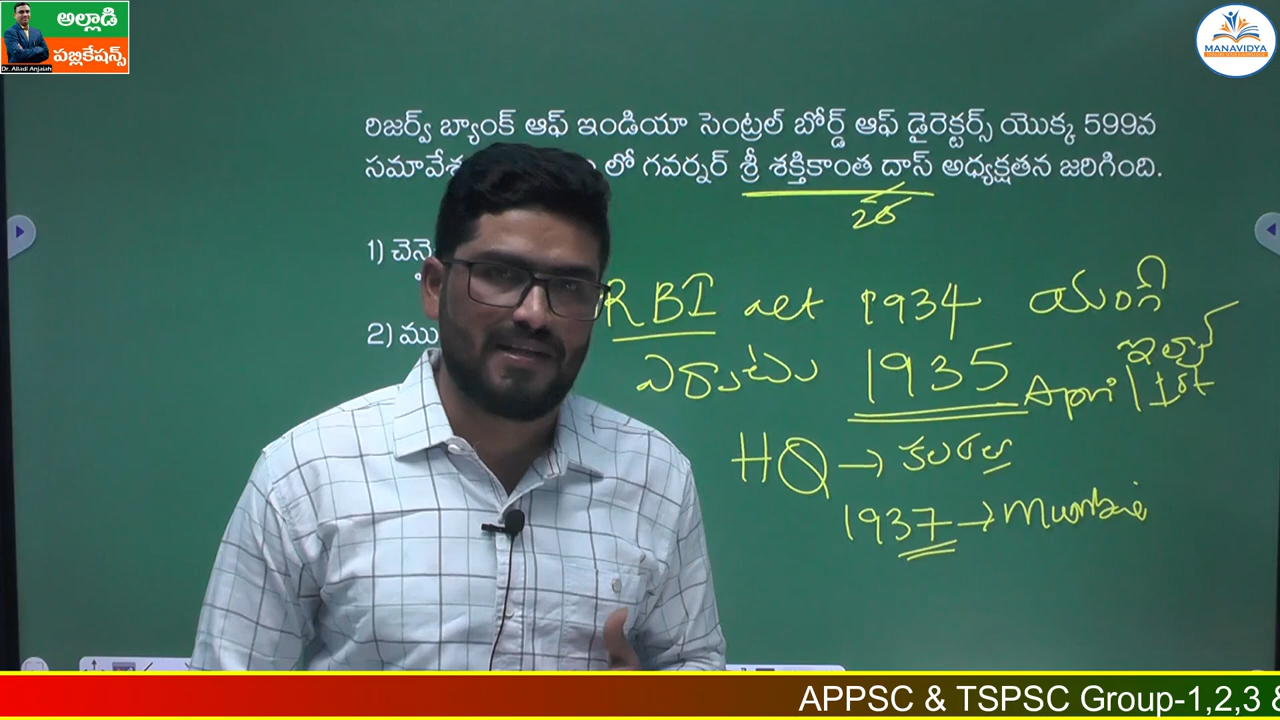 అల్లాడి
పబ్లికేషన్స్
Dr. Alladi Anjaiah
MANAVIDYA
రిజర్వ్ బ్యాంక్ ఆఫ్ ఇండియా సెంట్రల్ బోర్డ్ ఆఫ్ డైరెక్టర్స్ యొక్క 599వ
లో గవర్నర్ శ్రీ శక్తికాంత దాస్ అధ్యక్షతన జరిగింది.
25
1) చెన్నై
2)
RBI act 1934 యంగ్
ఏర్పాటు 1935 April 1st
HQ →
1937 → Mumbai
APPSC & TSPSC Group-1,2,3 &